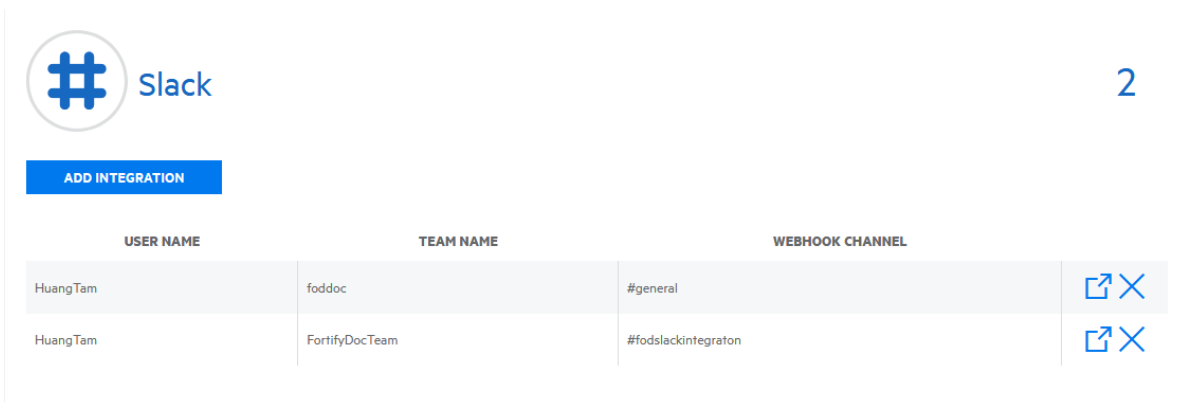 Slack 2
ADD INTEGRATION
USER NAME TEAM NAME WEBHOOK CHANNEL
HuangTam foddoc #general
HuangTam FortifyDocTeam #fodslackintegraton